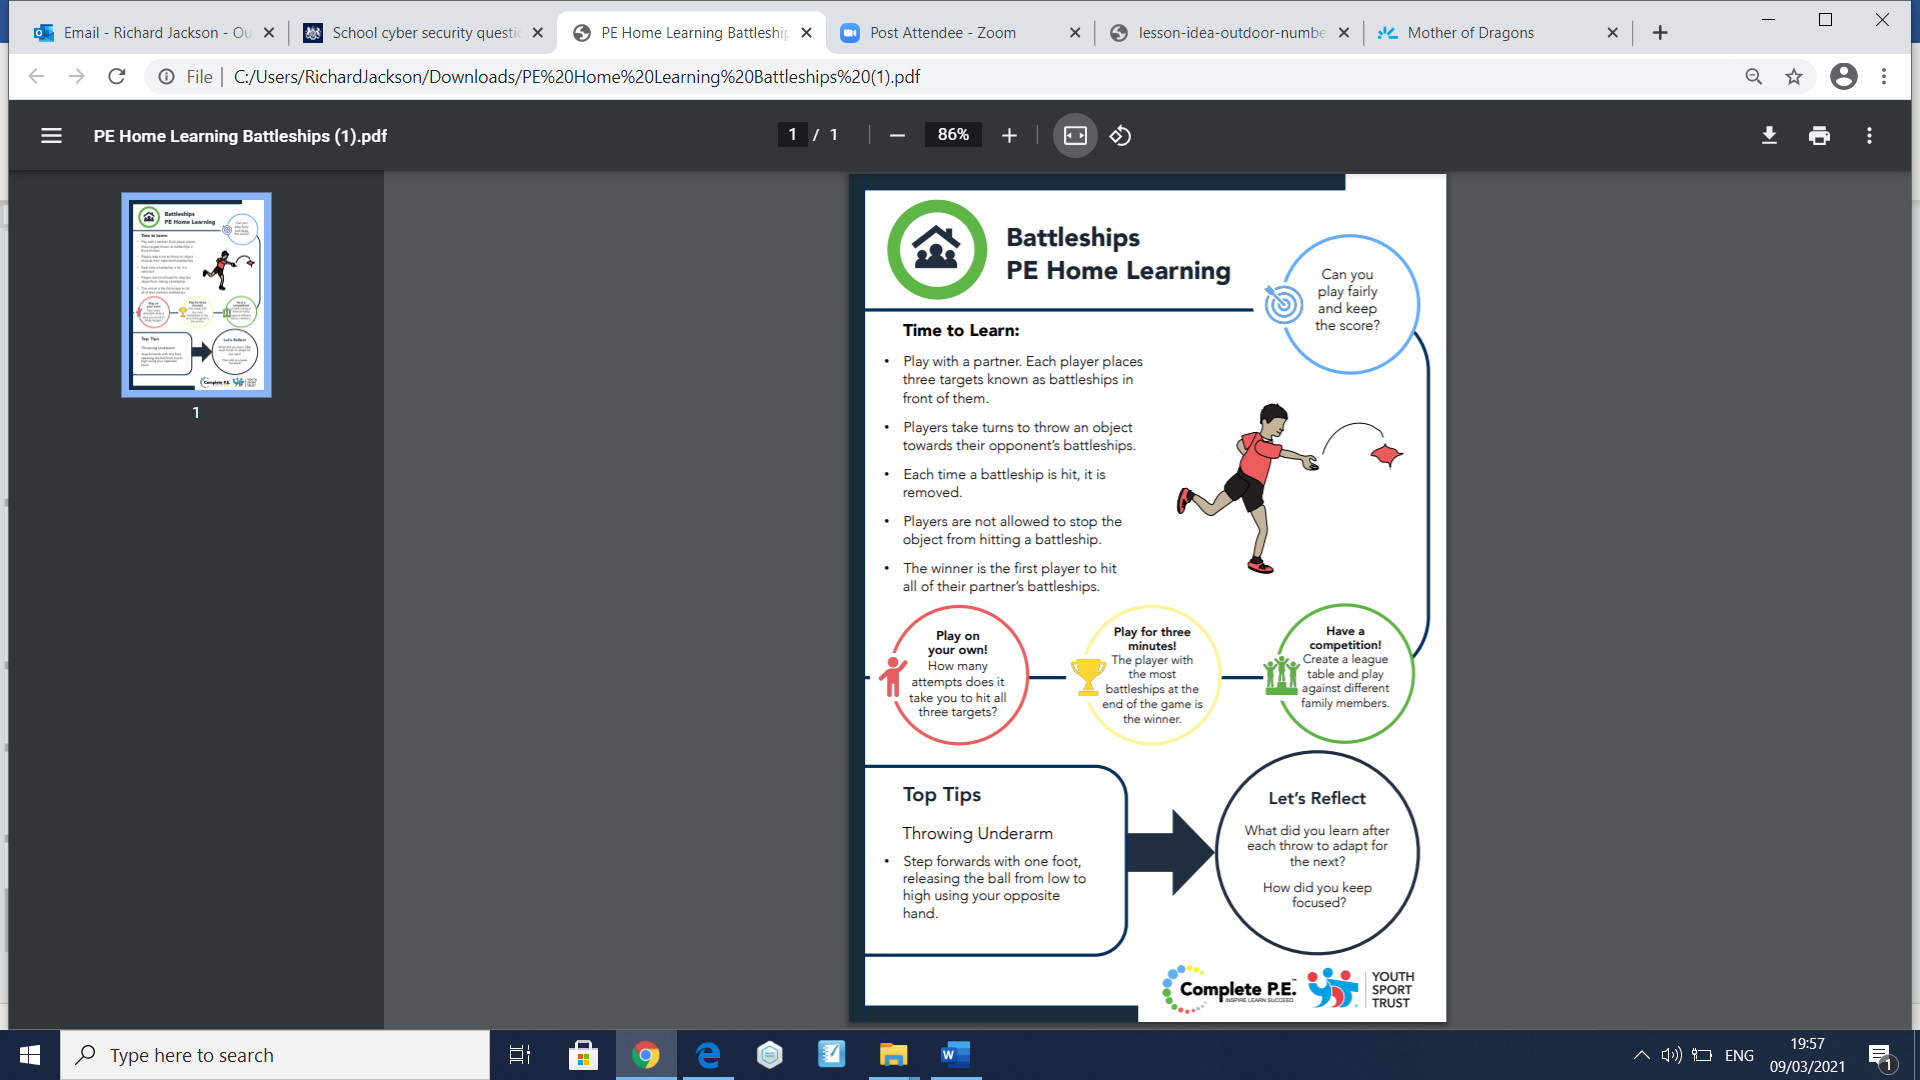 Email - Richard Jackson - Ou
School cyber security questi
PE Home Learning Battleship
Post Attendee - Zoom
lesson-idea-outdoor-numbe
Mother of Dragons
File
C:/Users/RichardJackson/Downloads/PE%20Home%20Learning%20Battleships%20(1).pdf
PE Home Learning Battleships (1).pdf
1 / 1
86%
1
Battleships
PE Home Learning
Can you
play fairly
and keep
the score?
Time to Learn:
• Play with a partner. Each player places
three targets known as battleships in
front of them.
• Players take turns to throw an object
towards their opponent's battleships.
• Each time a battleship is hit, it is
removed.
• Players are not allowed to stop the
object from hitting a battleship.
• The winner is the first player to hit
all of their partner's battleships.
Play on
your own!
How many
attempts does it
take you to hit all
three targets?
Play for three
minutes!
The player with
the most
battleships at the
end of the game is
the winner.
Have a
competition!
Create a league
table and play
against different
family members.
Top Tips
Throwing Underarm
• Step forwards with one foot,
releasing the ball from low to
high using your opposite
hand.
Let's Reflect
What did you learn after
each throw to adapt for
the next?
How did you keep
focused?
Complete P.E.™
INSPIRE LEARN SUCCEED
YOUTH
SPORT
TRUST
Type here to search
ENG
19:57
09/03/2021
1